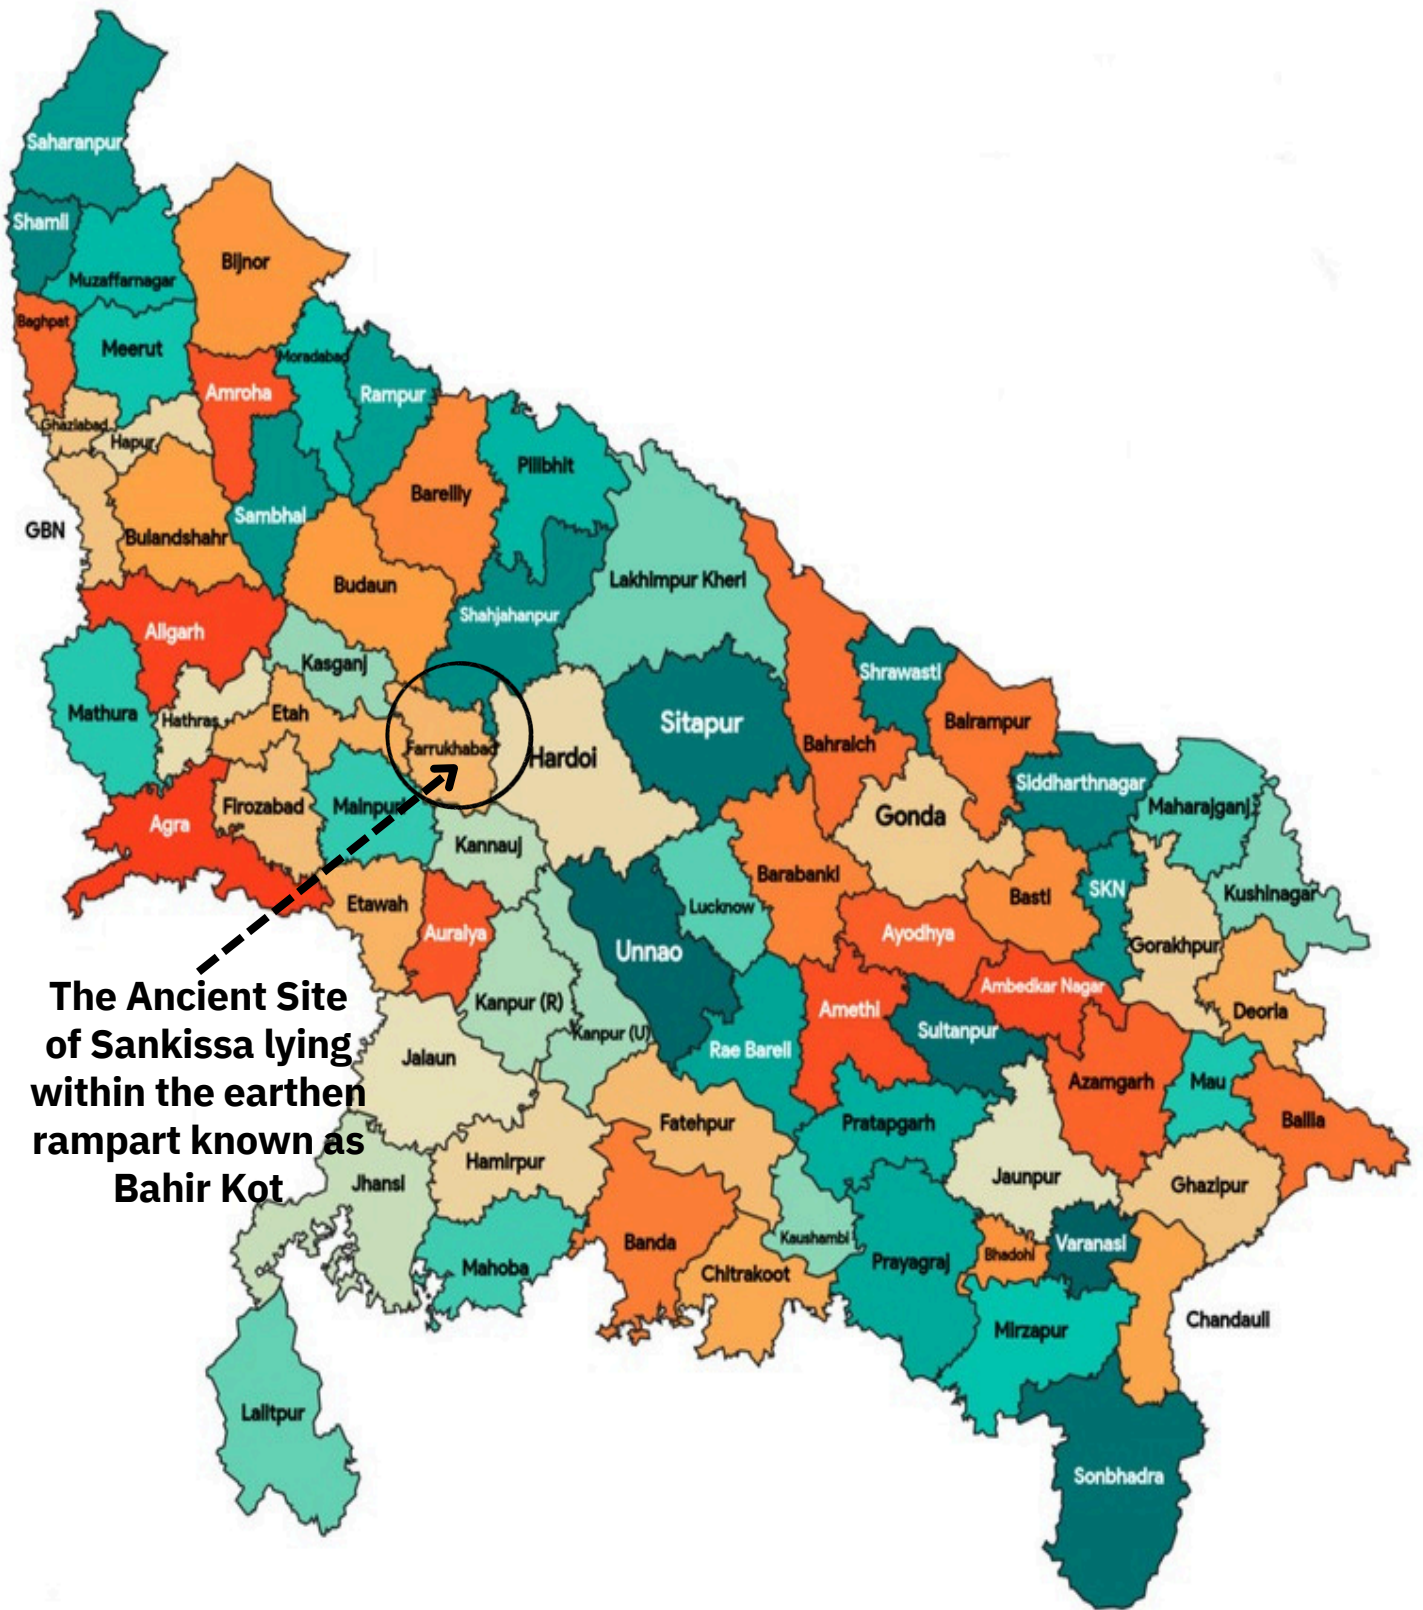 Saharanpur
Shamli
Muzaffarnagar
Bijnor
Baghpat
Meerut
Moradabad
Amroha
Rampur
Ghaziabad
Hapur
Bareilly
Pilibhit
GBN
Bulandshahr
Sambhal
Budaun
Lakhimpur Kheri
Aligarh
Shahjahanpur
Kasganj
Shrawasti
Mathura
Hathras
Etah
Sitapur
Balrampur
Farrukhabad
Hardoi
Bahraich
Siddharthnagar
Firozabad
Mainpuri
Maharajganj
Agra
Gonda
Kannauj
Barabanki
SKN
Kushinagar
Etawah
Lucknow
Basti
Auraiya
Unnao
Ayodhya
Gorakhpur
Ambedkar Nagar
Kanpur (R)
Amethi
Deoria
Kanpur (U)
Sultanpur
Rae Bareli
The Ancient Site
of Sankissa lying
within the earthen
rampart known as
Bahir Kot
Jalaun
Azamgarh
Mau
Fatehpur
Pratapgarh
Ballia
Hamirpur
Jhansi
Jaunpur
Ghazipur
Kaushambi
Banda
Varanasi
Bhadohi
Mahoba
Chitrakoot
Prayagraj
Mirzapur
Chandauli
Lalitpur
Sonbhadra